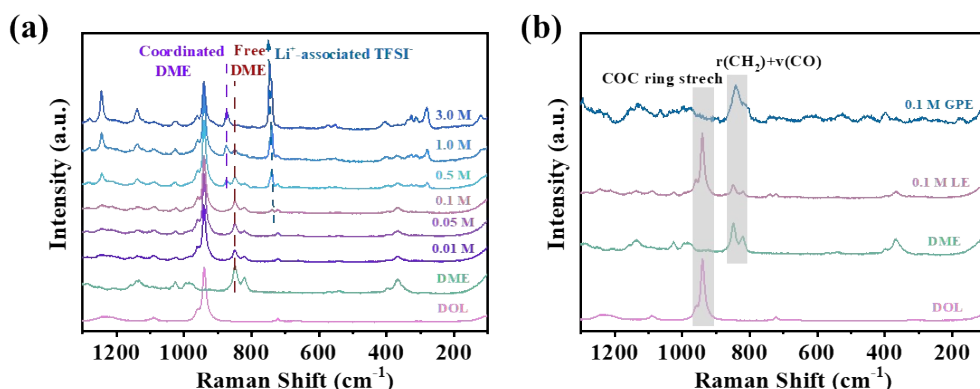 (a)
Coordinated
DME
Free
DME
Li⁺-associated TFSI⁻
3.0 M
1.0 M
0.5 M
0.1 M
0.05 M
0.01 M
DME
DOL
Intensity (a.u.)
1200 1000 800 600 400 200
Raman Shift (cm⁻¹)
(b)
r(CH₂)+v(CO)
COC ring strech
0.1 M GPE
0.1 M LE
DME
DOL
Intensity (a.u.)
1200 1000 800 600 400 200
Raman Shift (cm⁻¹)